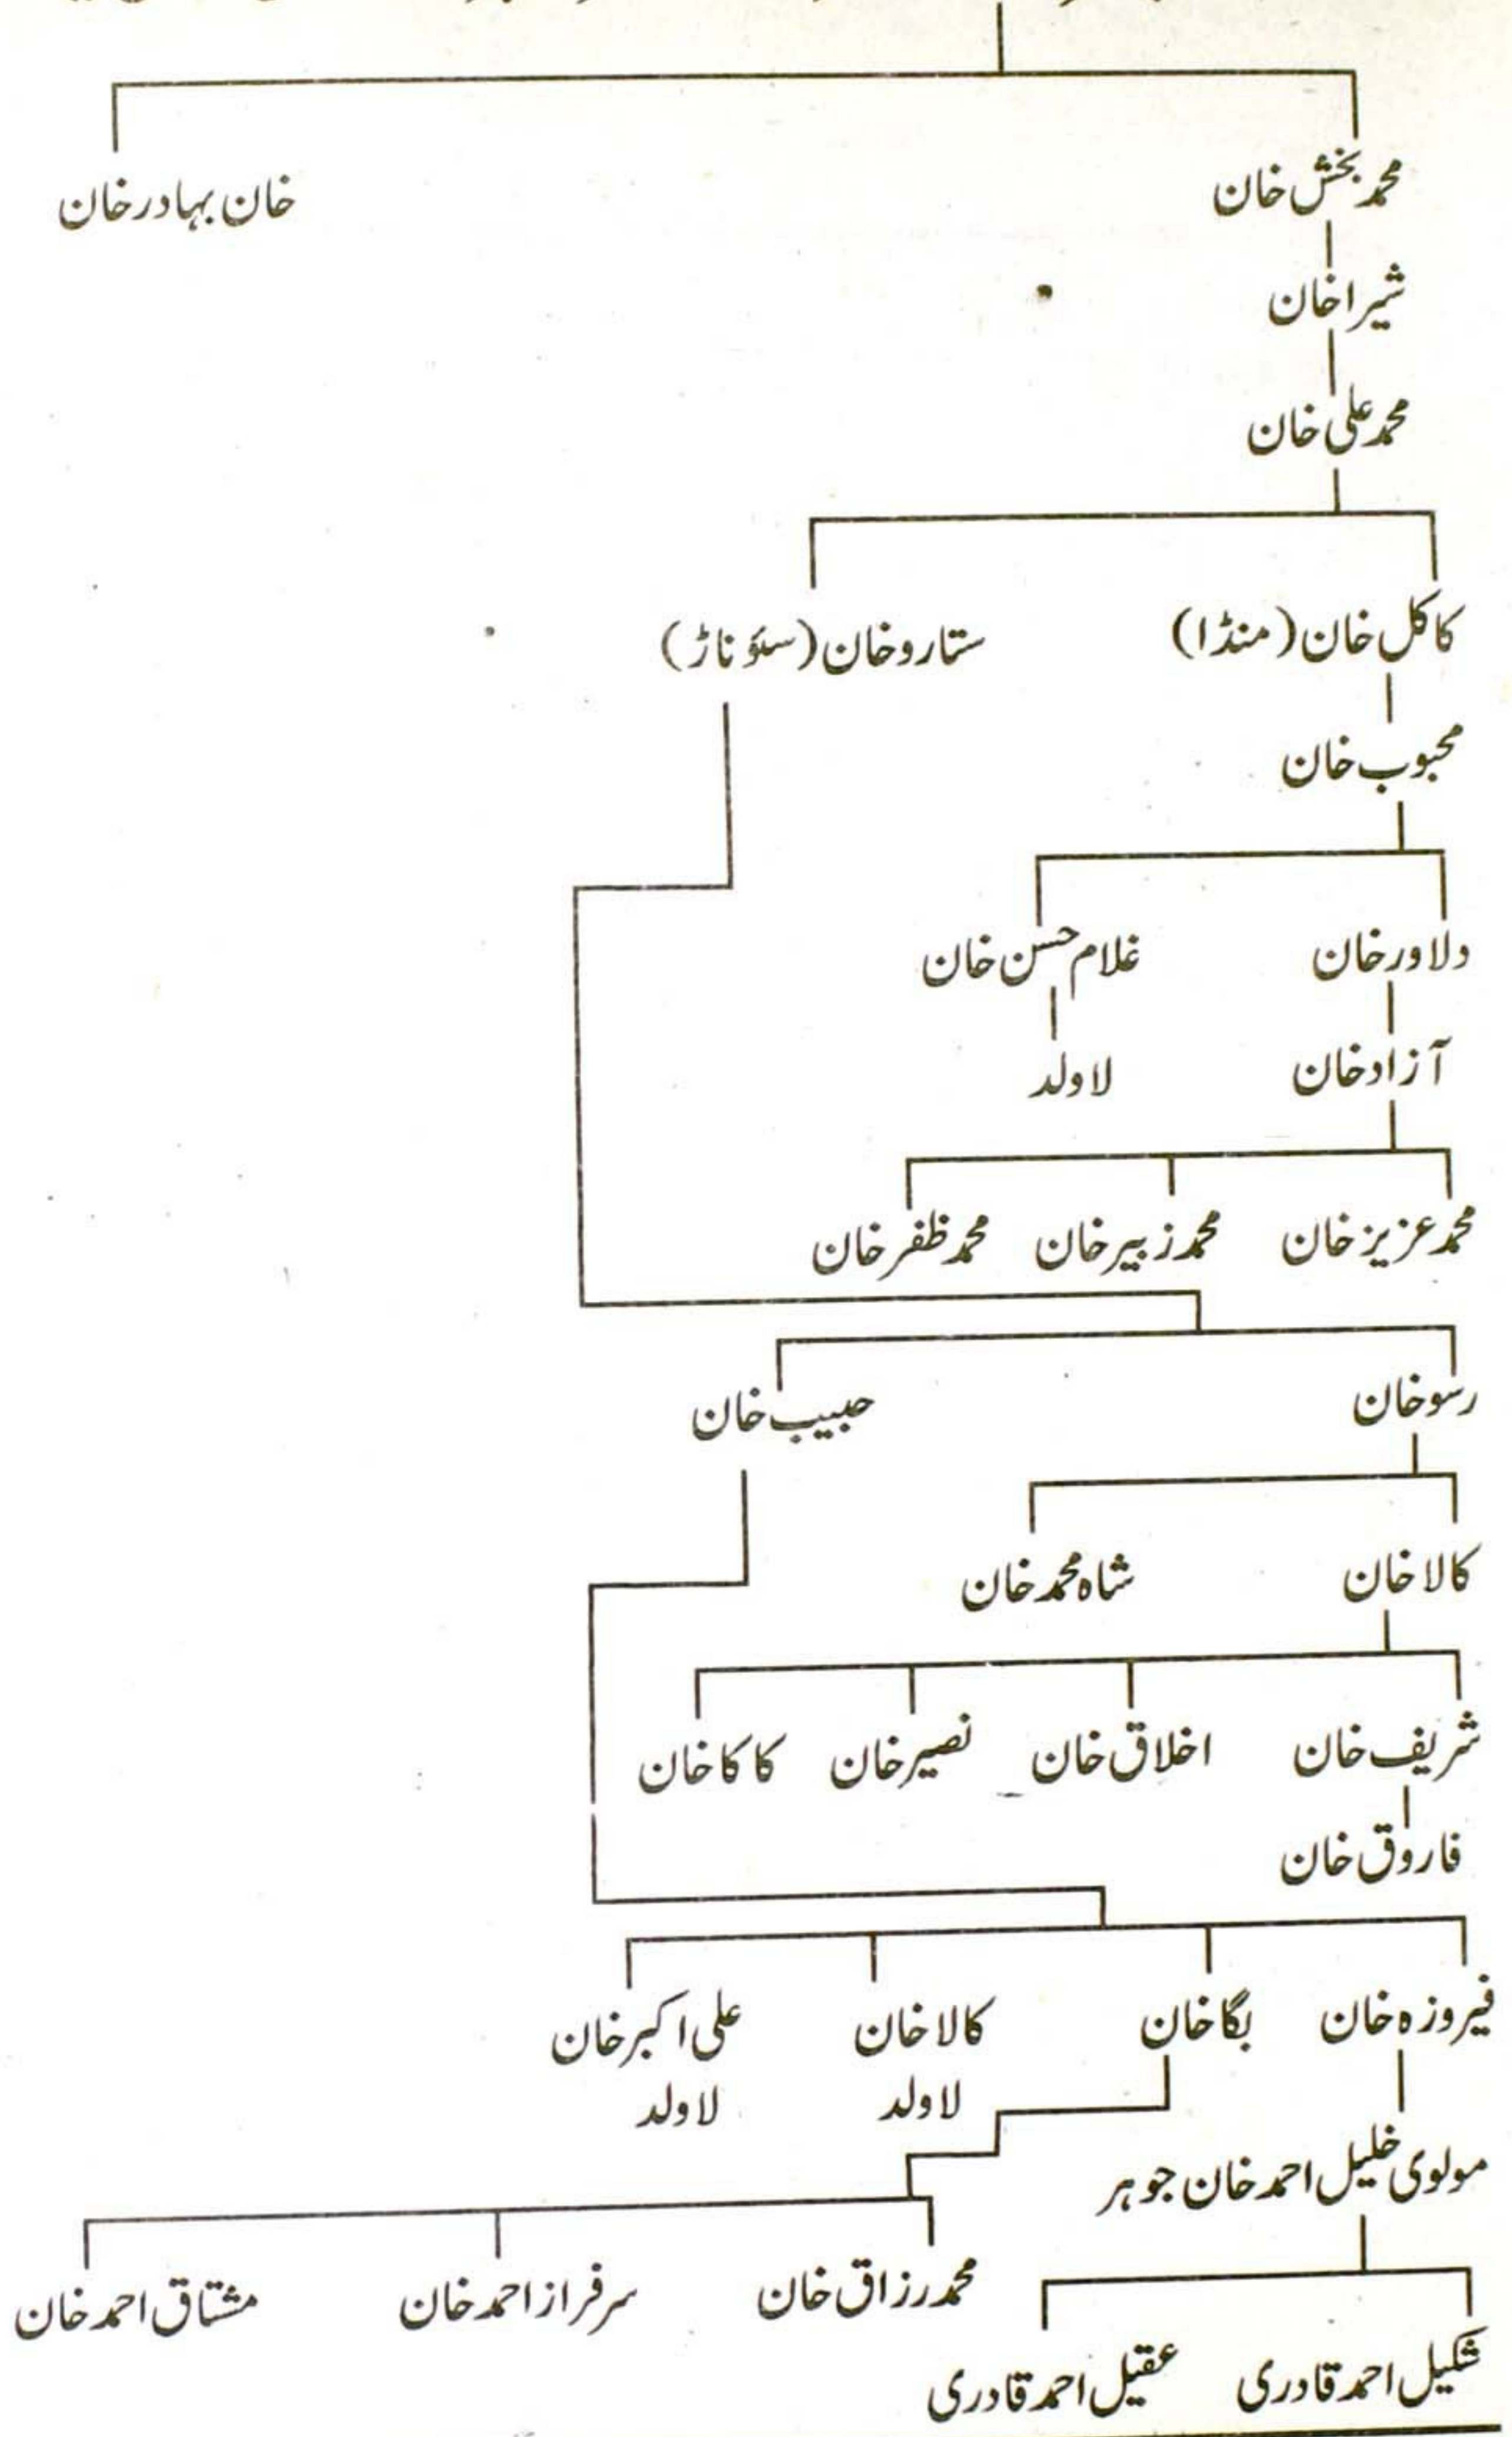 محمد بخش خان خان بہادر خان
شیرا خان
محمد علی خان
کاکل خان (منڈا) ستارو خان (سئو ناڑ)
محبوب خان
دلاور خان غلام حسن خان
آزاد خان لاولد
محمد عزیز خان محمد زبیر خان محمد ظفر خان
رسو خان حبیب خان
کالا خان شاہ محمد خان
شریف خان اخلاق خان نصیر خان کاکا خان
فاروق خان
فیروزہ خان بگا خان کالا خان علی اکبر خان
لاولد لاولد
مولوی خلیل احمد خان جوہر
محمد رزاق خان سرفراز احمد خان مشتاق احمد خان
شکیل احمد قادری عقیل احمد قادری